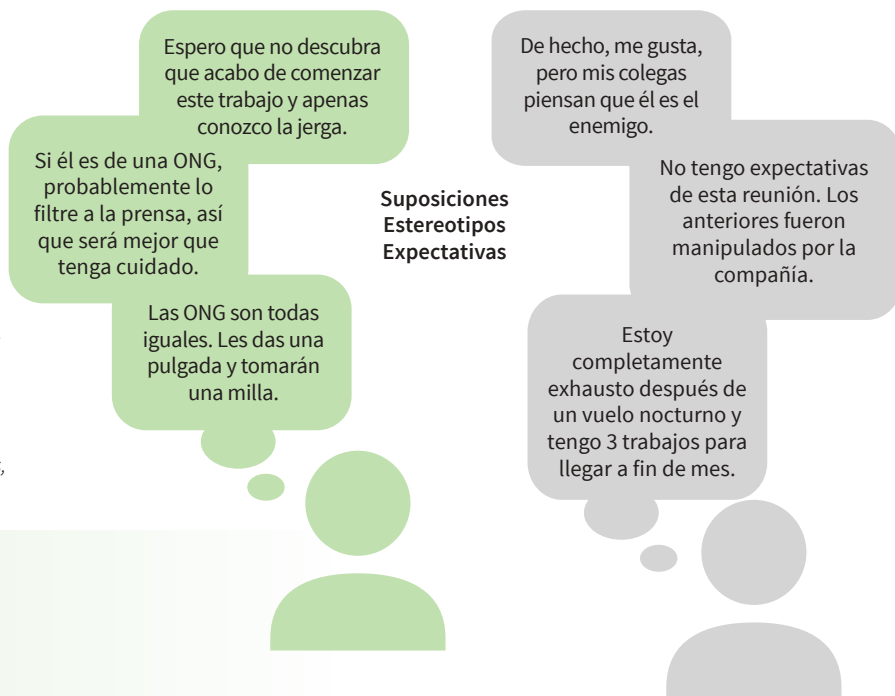 Espero que no descubra
que acabo de comenzar
este trabajo y apenas
conozco la jerga.
Si él es de una ONG,
probablemente lo
filtre a la prensa, así
que será mejor que
tenga cuidado.
Las ONG son todas
iguales. Les das una
pulgada y tomarán
una milla.
Suposiciones
Estereotipos
Expectativas
De hecho, me gusta,
pero mis colegas
piensan que él es el
enemigo.
No tengo expectativas
de esta reunión. Los
anteriores fueron
manipulados por la
compañía.
Estoy
completamente
exhausto después de
un vuelo nocturno y
tengo 3 trabajos para
llegar a fin de mes.